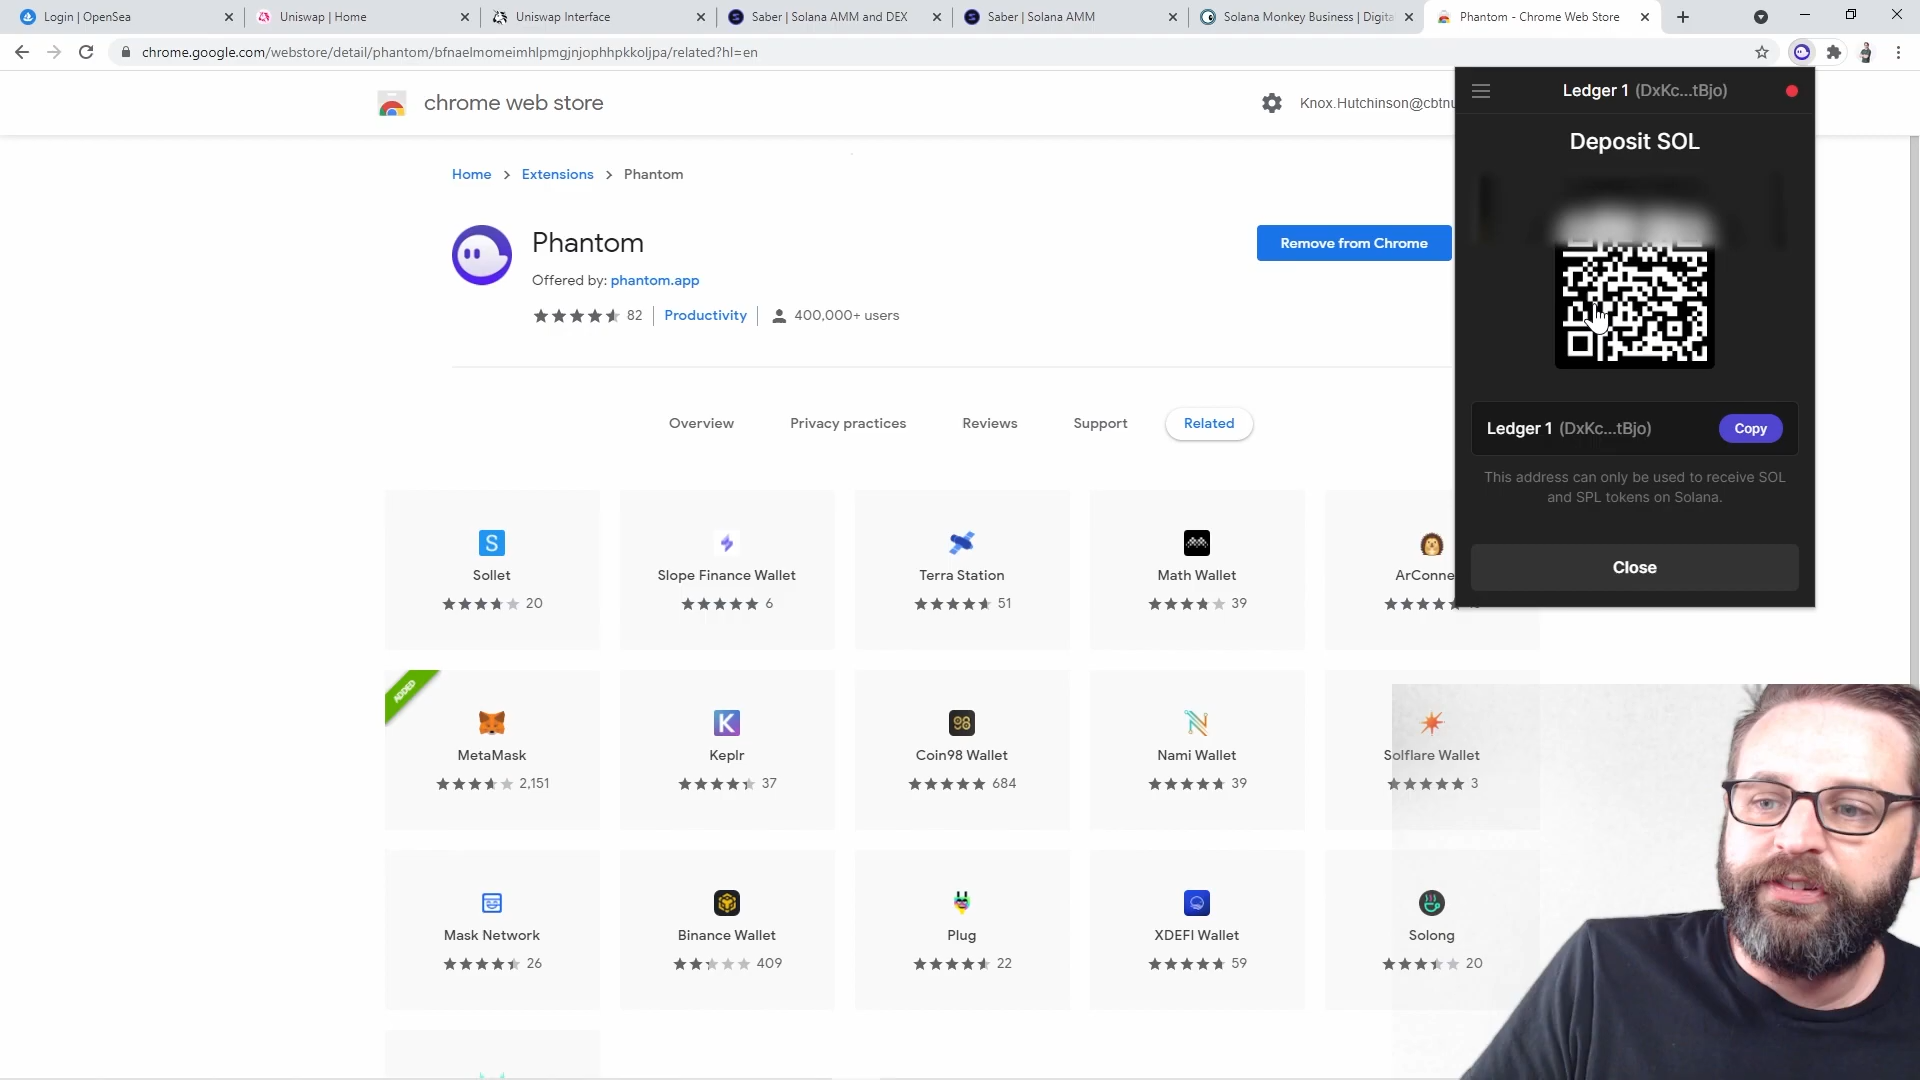 Login | OpenSea
Uniswap | Home
Uniswap Interface
Saber | Solana AMM and DEX
Saber | Solana AMM
Solana Monkey Business | Digita
Phantom - Chrome Web Store
chrome.google.com/webstore/detail/phantom/bfnaelmomeimhlpmgjnjophhpkkoljpa/related?hl=en
chrome web store
Knox.Hutchinson@cbtnu
Home
Extensions
Phantom
Phantom
Offered by: phantom.app
82
Productivity
400,000+ users
Remove from Chrome
Overview
Privacy practices
Reviews
Support
Related
Sollet
20
Slope Finance Wallet
6
Terra Station
51
Math Wallet
39
ArConne
ADDED
MetaMask
2,151
Keplr
37
Coin98 Wallet
684
Nami Wallet
39
Solflare Wallet
3
Mask Network
26
Binance Wallet
409
Plug
22
XDEFI Wallet
59
Solong
20
Ledger 1 (DxKc...tBjo)
Deposit SOL
Ledger 1 (DxKc...tBjo)
Copy
This address can only be used to receive SOL
and SPL tokens on Solana.
Close